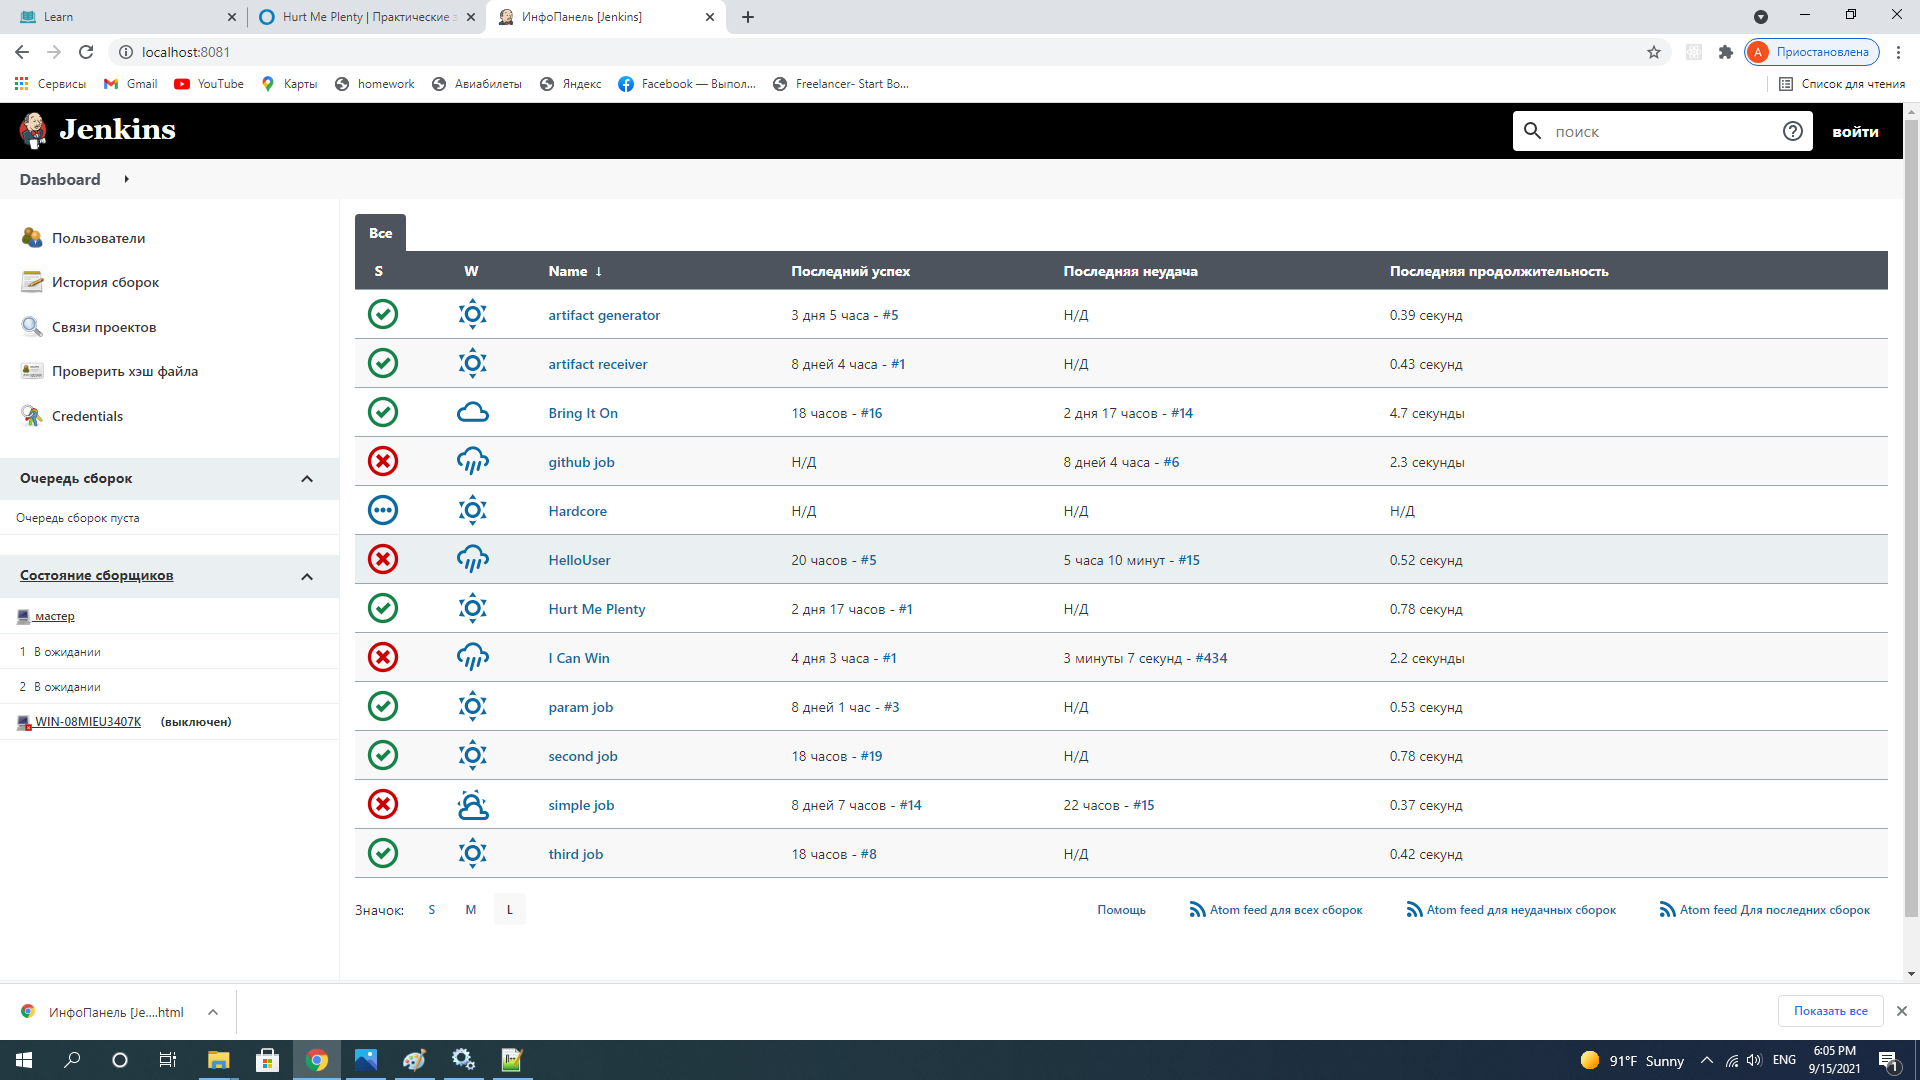 Learn
Hurt Me Plenty | Практические з
ИнфоПанель [Jenkins]
localhost:8081
А Приостановлена
Сервисы Gmail YouTube Карты homework Авиабилеты Яндекс Facebook — Выпол... Freelancer- Start Bo... Список для чтения
Jenkins
поиск
войти
Dashboard
Пользователи
История сборок
Связи проектов
Проверить хэш файла
Credentials
Очередь сборок
Очередь сборок пуста
Состояние сборщиков
мастер
1 В ожидании
2 В ожидании
WIN-08MIEU3407K (выключен)
Все
S W Name ↓ Последний успех Последняя неудача Последняя продолжительность
artifact generator 3 дня 5 часа - #5 Н/Д 0.39 секунд
artifact receiver 8 дней 4 часа - #1 Н/Д 0.43 секунд
Bring It On 18 часов - #16 2 дня 17 часов - #14 4.7 секунды
github job Н/Д 8 дней 4 часа - #6 2.3 секунды
Hardcore Н/Д Н/Д Н/Д
HelloUser 20 часов - #5 5 часа 10 минут - #15 0.52 секунд
Hurt Me Plenty 2 дня 17 часов - #1 Н/Д 0.78 секунд
I Can Win 4 дня 3 часа - #1 3 минуты 7 секунд - #434 2.2 секунды
param job 8 дней 1 час - #3 Н/Д 0.53 секунд
second job 18 часов - #19 Н/Д 0.78 секунд
simple job 8 дней 7 часов - #14 22 часов - #15 0.37 секунд
third job 18 часов - #8 Н/Д 0.42 секунд
Значок: S M L
Помощь Atom feed для всех сборок Atom feed для неудачных сборок Atom feed Для последних сборок
ИнфоПанель [Je....html
Показать все
91°F Sunny
ENG
6:05 PM
9/15/2021
1